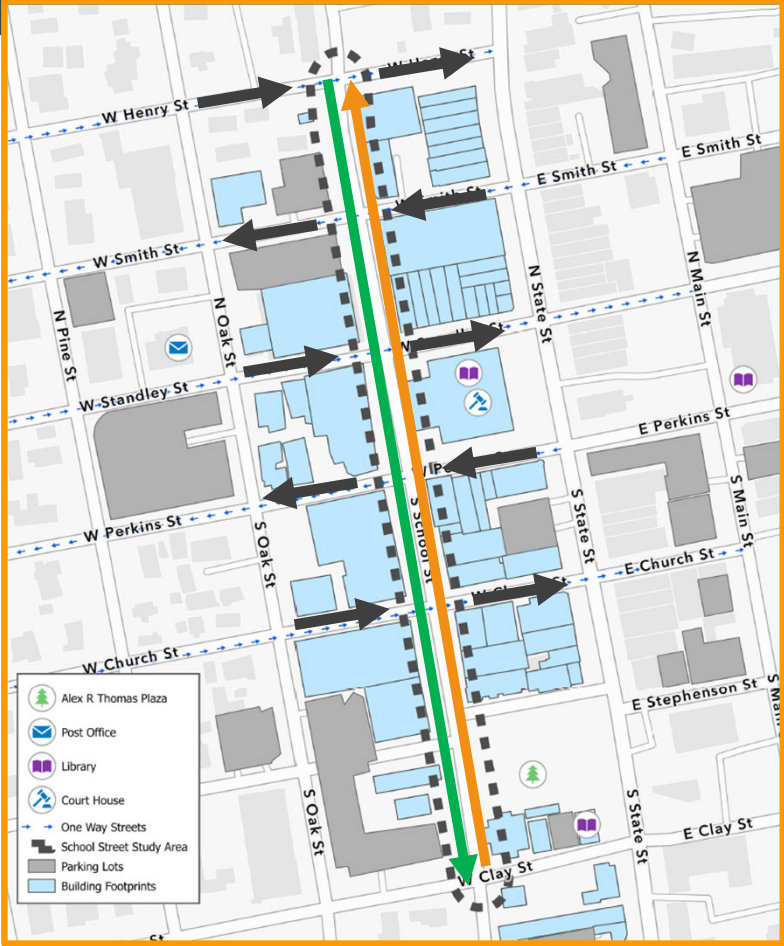 W Henry St
E Smith St
E Smith St
W Smith St
N Pine St
N Oak St
N State St
N Main St
W Standley St
E Perkins St
W Perkins St
S Oak St
S School St
S State St
S Main St
E Church St
W Church St
E Stephenson St
S Oak St
S State St
E Clay St
W Clay St
St
Alex R Thomas Plaza
Post Office
Library
Court House
One Way Streets
School Street Study Area
Parking Lots
Building Footprints